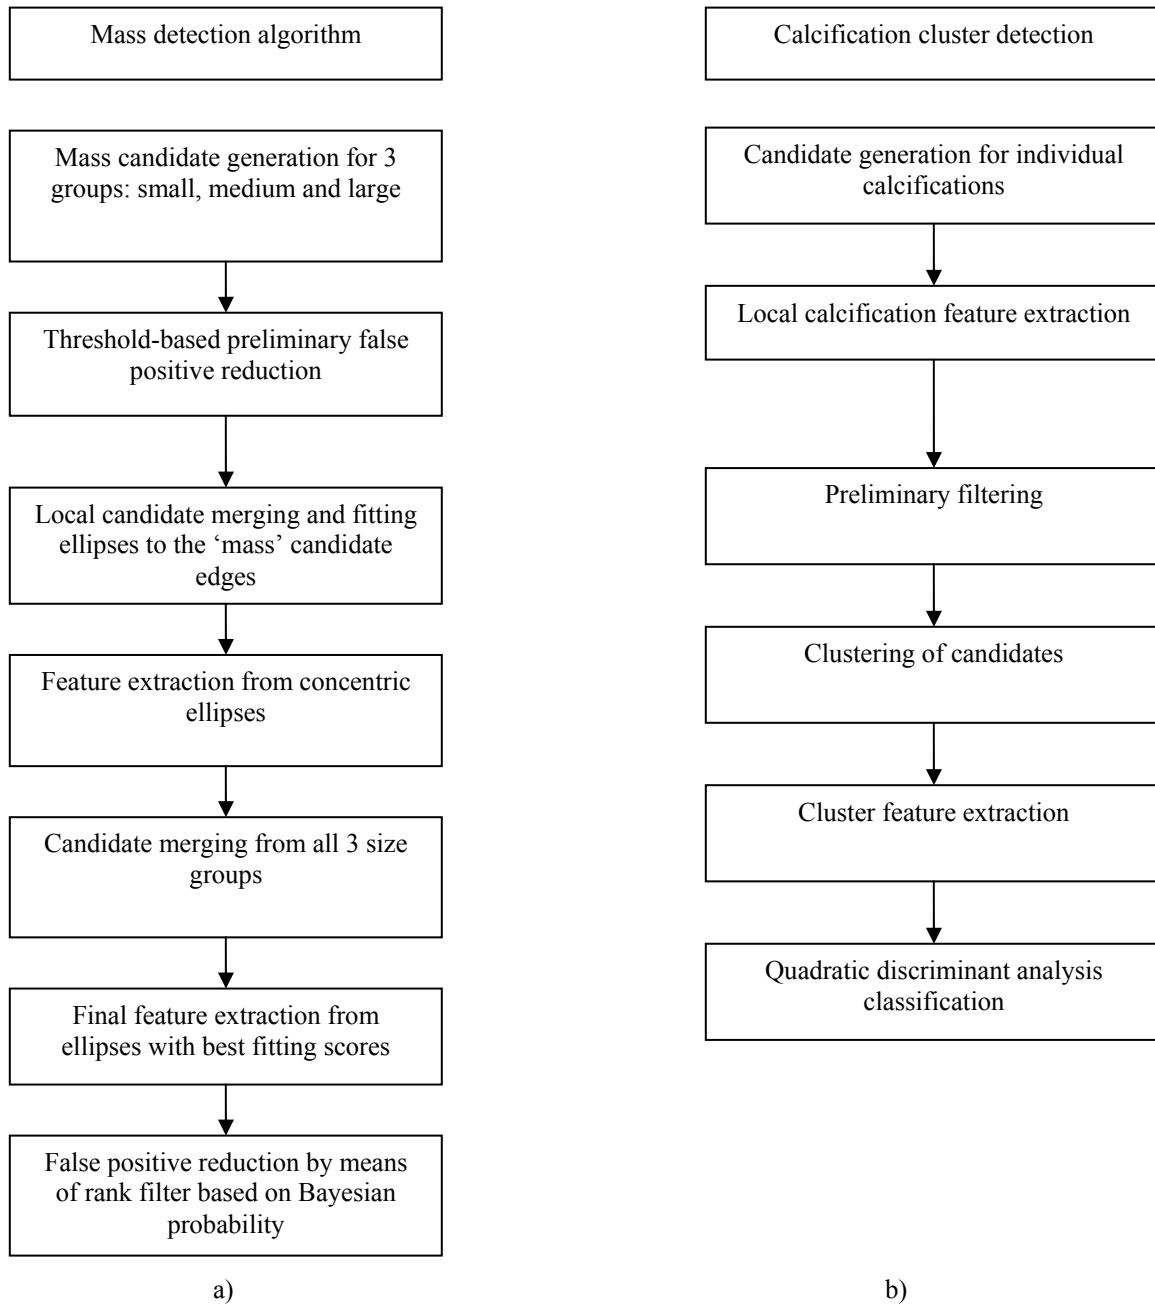 Mass detection algorithm
Mass candidate generation for 3
groups: small, medium and large
Threshold-based preliminary false
positive reduction
Local candidate merging and fitting
ellipses to the ‘mass’ candidate
edges
Feature extraction from concentric
ellipses
Candidate merging from all 3 size
groups
Final feature extraction from
ellipses with best fitting scores
False positive reduction by means
of rank filter based on Bayesian
probability
a)
Calcification cluster detection
Candidate generation for individual
calcifications
Local calcification feature extraction
Preliminary filtering
Clustering of candidates
Cluster feature extraction
Quadratic discriminant analysis
classification
b)